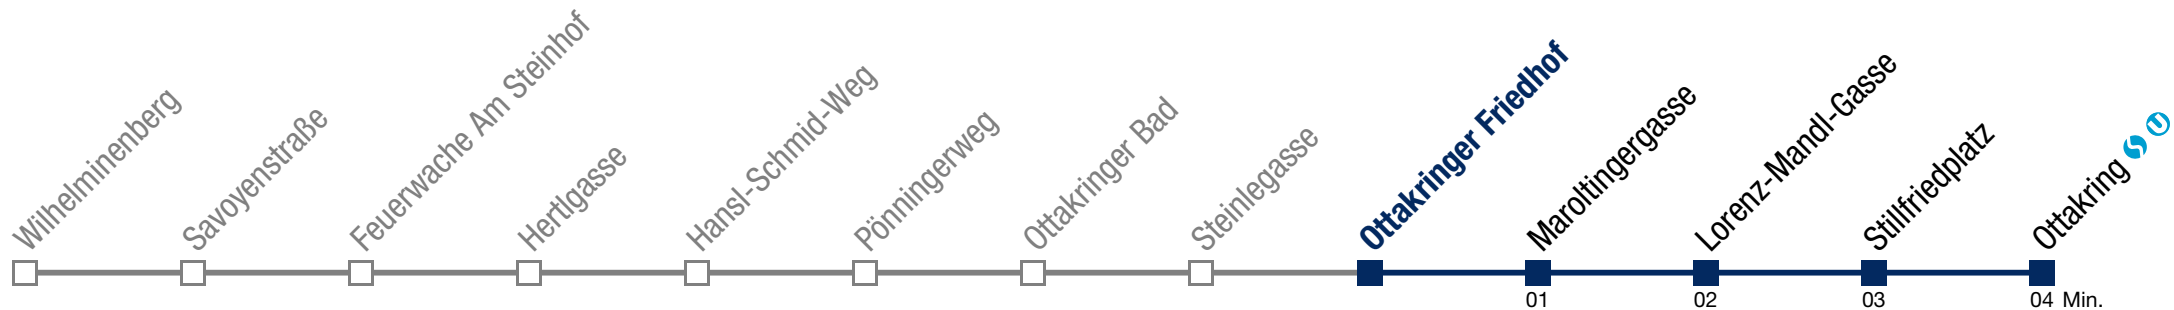 Wilhelminenberg
Savoyenstraße
Feuerwache Am Steinhof
Hertlgasse
Hansl-Schmid-Weg
Pönningerweg
Ottakringer Bad
Steinlegasse
Ottakringer Friedhof
Maroltingergasse
Lorenz-Mandl-Gasse
Stillfriedplatz
Ottakring S U
01 02 03 04 Min.